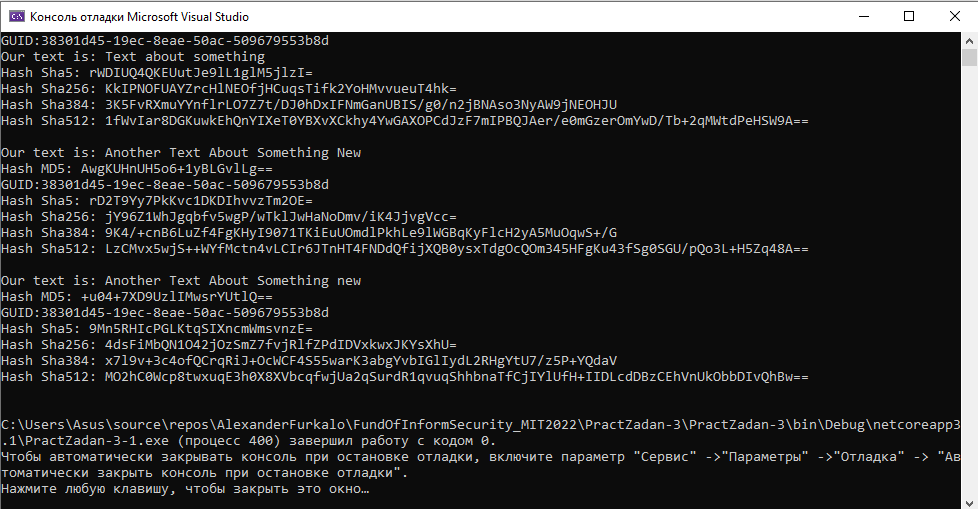 Консоль отладки Microsoft Visual Studio
GUID:38301d45-19ec-8eae-50ac-509679553b8d
Our text is: Text about something
Hash Sha5: rWDIUQ4QKEUutJe9lL1glM5jlzI=
Hash Sha256: KkIPNOFUAYZrcHlNEOfjHCuqsTifk2YoHMvvueuT4hk=
Hash Sha384: 3K5FvRXmuYYnflrLO7Z7t/DJ0hDxIFNmGanUBIS/g0/n2jBNAso3NyAW9jNEOHJU
Hash Sha512: 1fWvIar8DGKuwkEhQnYIXeT0YBXvXCkhy4YwGAXOPCdJzF7mIPBQJAer/e0mGzerOmYwD/Tb+2qMWtdPeHSW9A==
Our text is: Another Text About Something New
Hash MD5: AwgKUHnUH5o6+1yBLGvlLg==
GUID:38301d45-19ec-8eae-50ac-509679553b8d
Hash Sha5: rD2T9Yy7PkKvc1DKDIhvvzTm2OE=
Hash Sha256: jY96Z1WhJgqbfv5wgP/wTklJwHaNoDmv/iK4JjvgVcc=
Hash Sha384: 9K4/+cnB6LuZf4FgKHyI9071TKiEuUOmdlPkhLe9lWGBqKyFlcH2yA5MuOqwS+/G
Hash Sha512: LzCMvx5wjS++WYfMctn4vLCIr6JTnHT4FNDdQfijXQB0ysxTdgOcQOm345HFgKu43fSg0SGU/pQo3L+H5Zq48A==
Our text is: Another Text About Something new
Hash MD5: +u04+7XD9UzlIMwsrYUtlQ==
GUID:38301d45-19ec-8eae-50ac-509679553b8d
Hash Sha5: 9Mn5RHIcPGLKtqSIXncmWmsvnzE=
Hash Sha256: 4dsFiMbQN1O42jOzSmZ7fvjRlfZPdIDVxkwxJKYsXhU=
Hash Sha384: x7l9v+3c4ofQCrqRiJ+OcWCF4S55warK3abgYvbIGlIydL2RHgYtU7/z5P+YQdaV
Hash Sha512: MO2hC0Wcp8twxuqE3h0X8XVbcqfwjUa2qSurdR1qvuqShhbnaTfCjIYlUfH+IIDLcdDBzCEhVnUkObbDIvQhBw==
C:\Users\Asus\source\repos\AlexanderFurkalo\FundOfInformSecurity_MIT2022\PractZadan-3\PractZadan-3\bin\Debug\netcoreapp3
.1\PractZadan-3-1.exe (процесс 400) завершил работу с кодом 0.
Чтобы автоматически закрывать консоль при остановке отладки, включите параметр "Сервис" ->"Параметры" ->"Отладка" -> "Ав
томатически закрыть консоль при остановке отладки".
Нажмите любую клавишу, чтобы закрыть это окно…